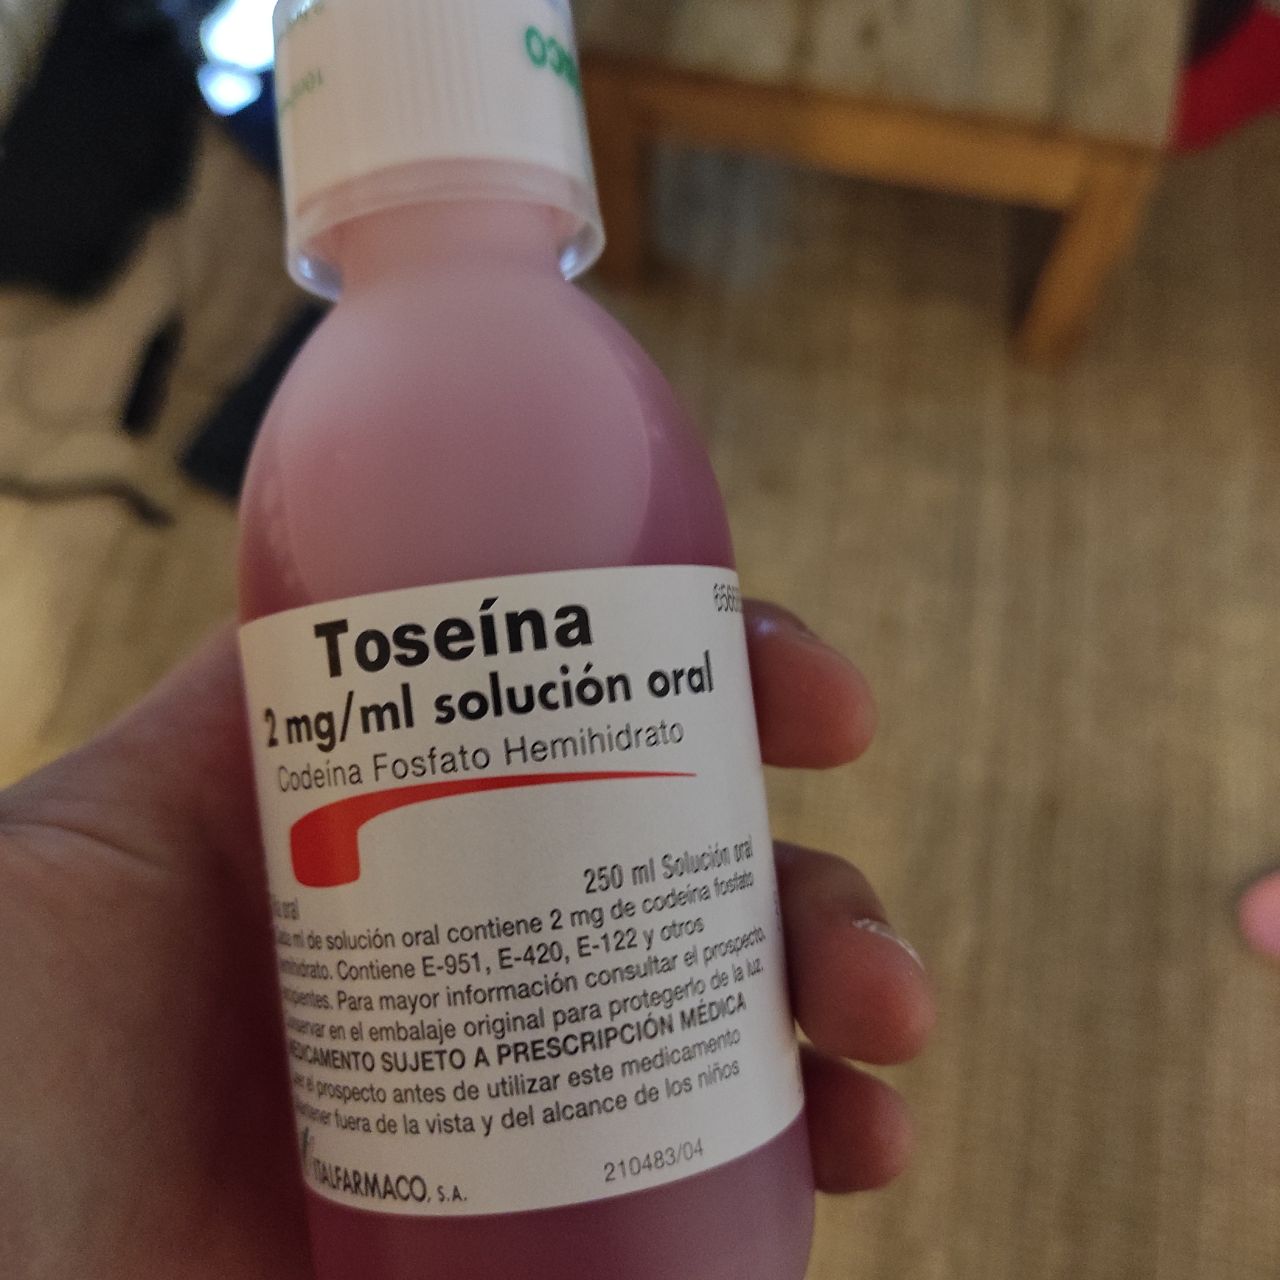 Toseína
2 mg/ml solución oral
Codeína Fosfato Hemihidrato
250 ml Solución oral
oral
ml de solución oral contiene 2 mg de codeína fosfato
Contiene E-951, E-420, E-122 y otros
Para mayor información consultar el prospecto.
en el embalaje original para protegerlo de la luz.
MEDICAMENTO SUJETO A PRESCRIPCIÓN MÉDICA
el prospecto antes de utilizar este medicamento
fuera de la vista y del alcance de los niños
ITALFARMACO, S.A.
210483/04